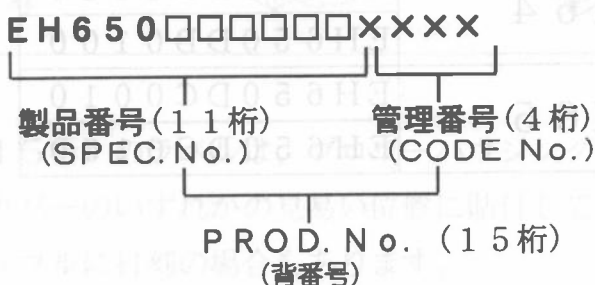 EH650□□□□□□××××
製品番号(11桁) 管理番号(4桁)
(SPEC. No.) (CODE No.)
PROD. No. (15桁)
(背番号)